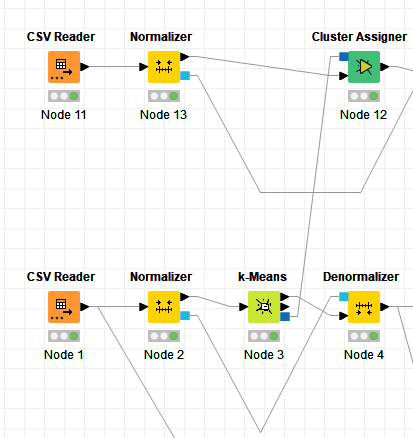 CSV Reader
Normalizer
Cluster Assigner
Node 11
Node 13
Node 12
CSV Reader
Normalizer
k-Means
Denormalizer
Node 1
Node 2
Node 3
Node 4